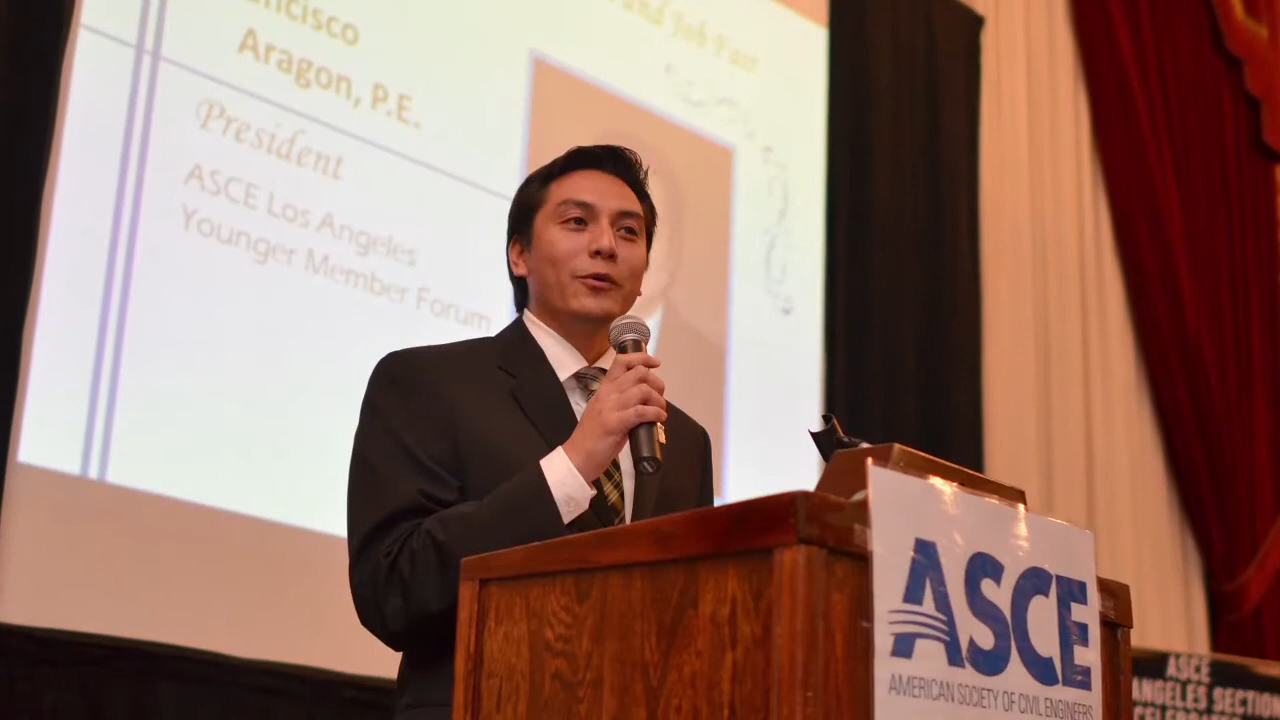 and Job Fair
ncisco
Aragon, P.E.
President
ASCE Los Angeles
Younger Member Forum
ASCE
AMERICAN SOCIETY OF CIVIL ENGINEERS
ASCE
ANGELES SECTION